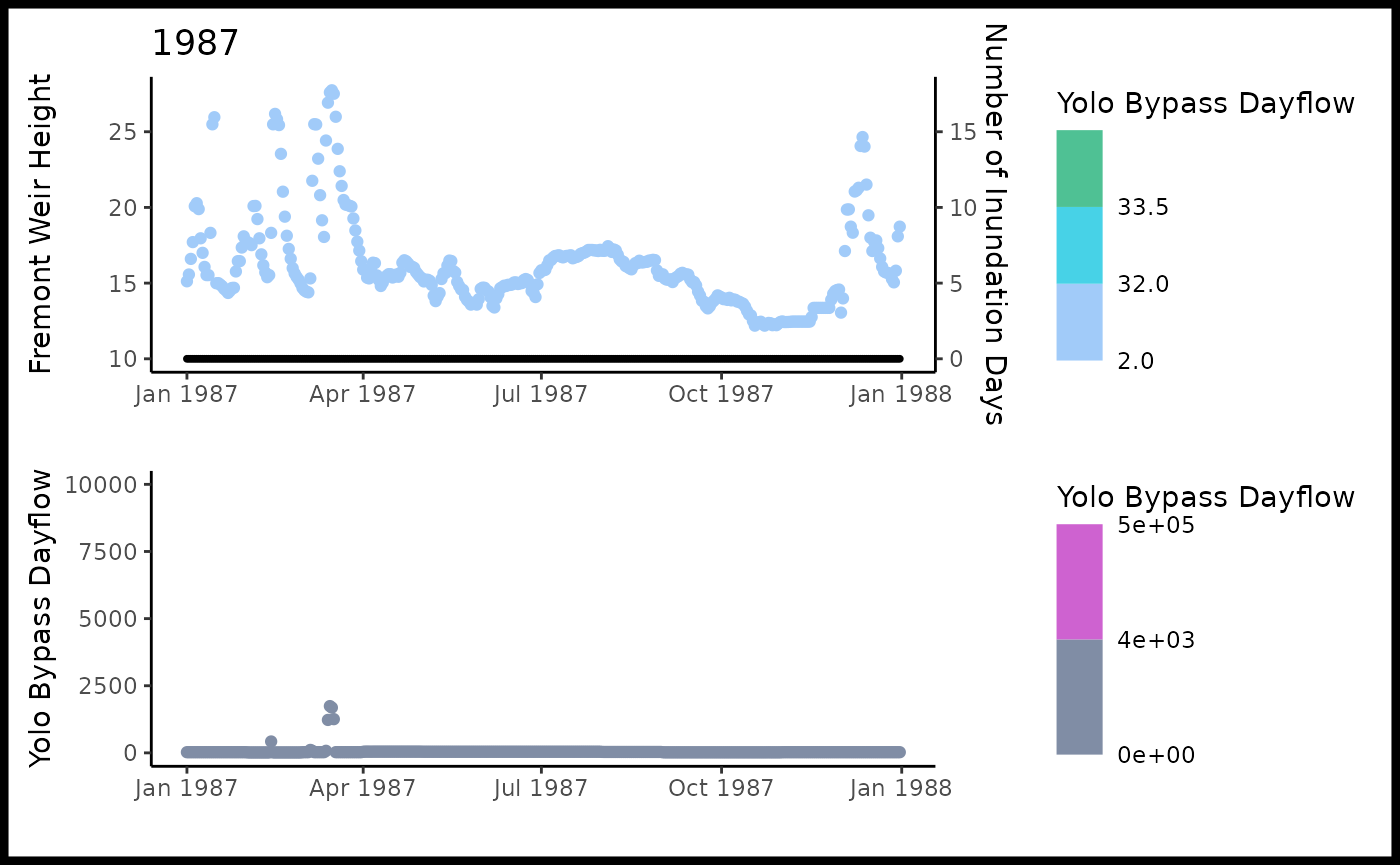 1987
Fremont Weir Height
25
20
15
10
15
10
5
0
Number of Inundation Days
Jan 1987 Apr 1987 Jul 1987 Oct 1987 Jan 1988
Yolo Bypass Dayflow
33.5
32.0
2.0
Yolo Bypass Dayflow
10000
7500
5000
2500
0
Jan 1987 Apr 1987 Jul 1987 Oct 1987 Jan 1988
Yolo Bypass Dayflow
5e+05
4e+03
0e+00